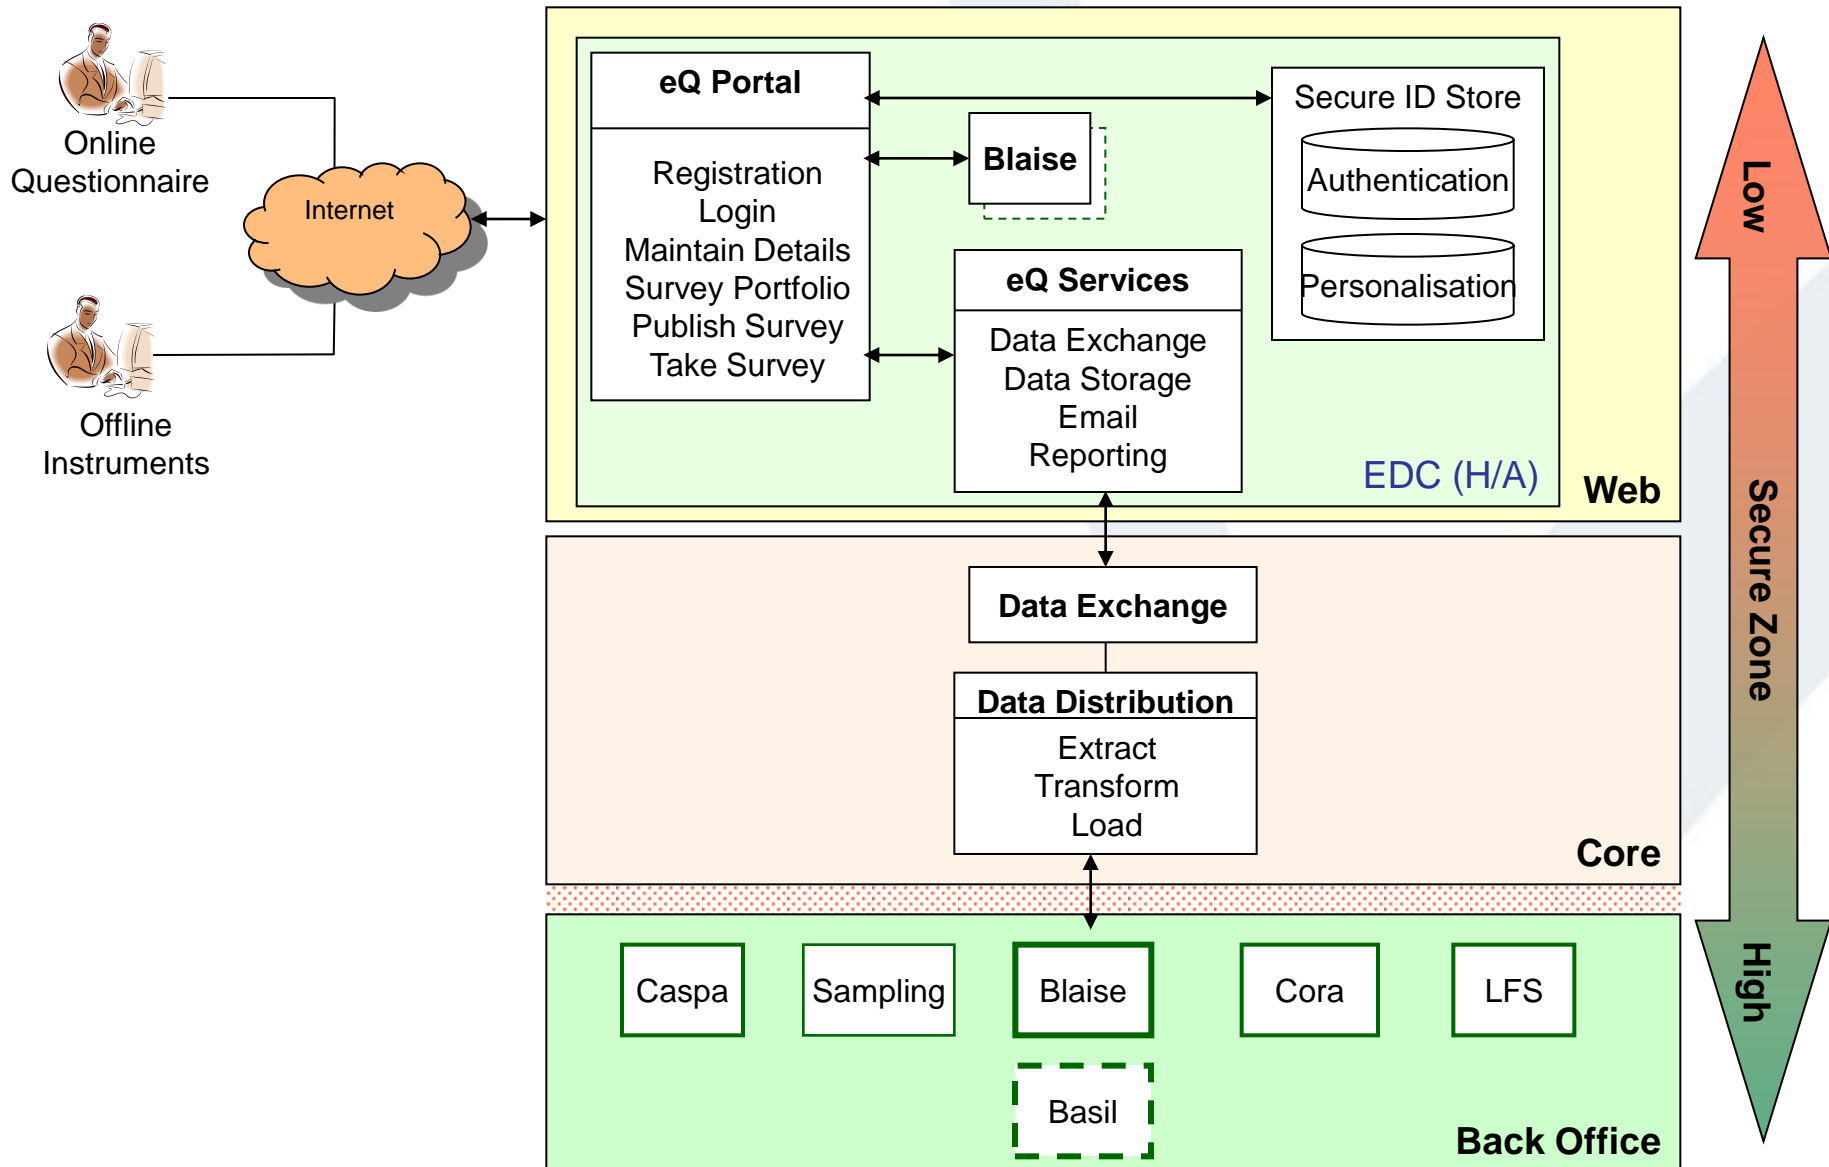 Online
Questionnaire
Internet
Offline
Instruments
eQ Portal
Registration
Login
Maintain Details
Survey Portfolio
Publish Survey
Take Survey
Blaise
Secure ID Store
Authentication
Personalisation
eQ Services
Data Exchange
Data Storage
Email
Reporting
EDC (H/A)
Web
Data Exchange
Data Distribution
Extract
Transform
Load
Core
Caspa
Sampling
Blaise
Cora
LFS
Basil
Back Office
Low
Secure Zone
High